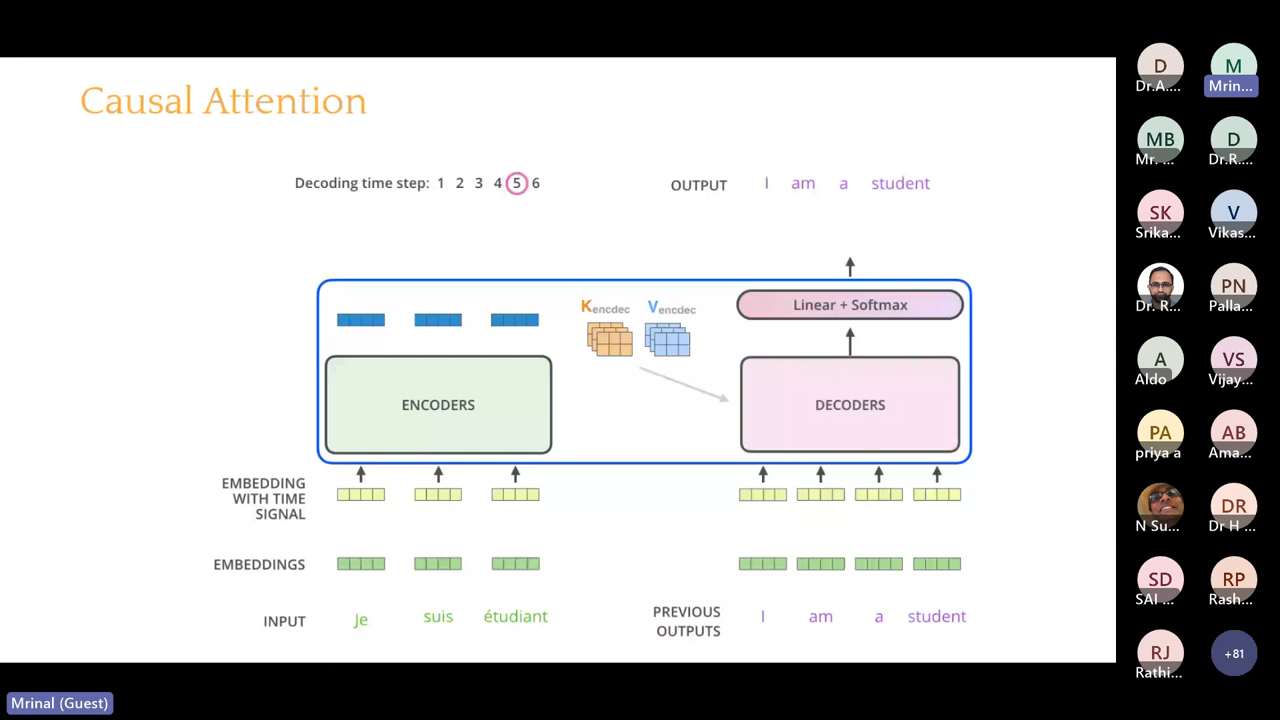 Causal Attention
Decoding time step: 1 2 3 4 5 6
OUTPUT I am a student
Kencdec Vencdec
Linear + Softmax
ENCODERS
DECODERS
EMBEDDING
WITH TIME
SIGNAL
EMBEDDINGS
INPUT Je suis étudiant
PREVIOUS
OUTPUTS
I am a student
D
Dr.A....
M
Mrin...
MB
Mr. ...
D
Dr.R....
SK
Srika...
V
Vikas...
Dr. R...
PN
Palla...
A
Aldo
VS
Vijay...
PA
priya a
AB
Ama...
N Su...
DR
Dr H ...
SD
SAI ...
RP
Rash...
RJ
Rathi...
+81
Mrinal (Guest)